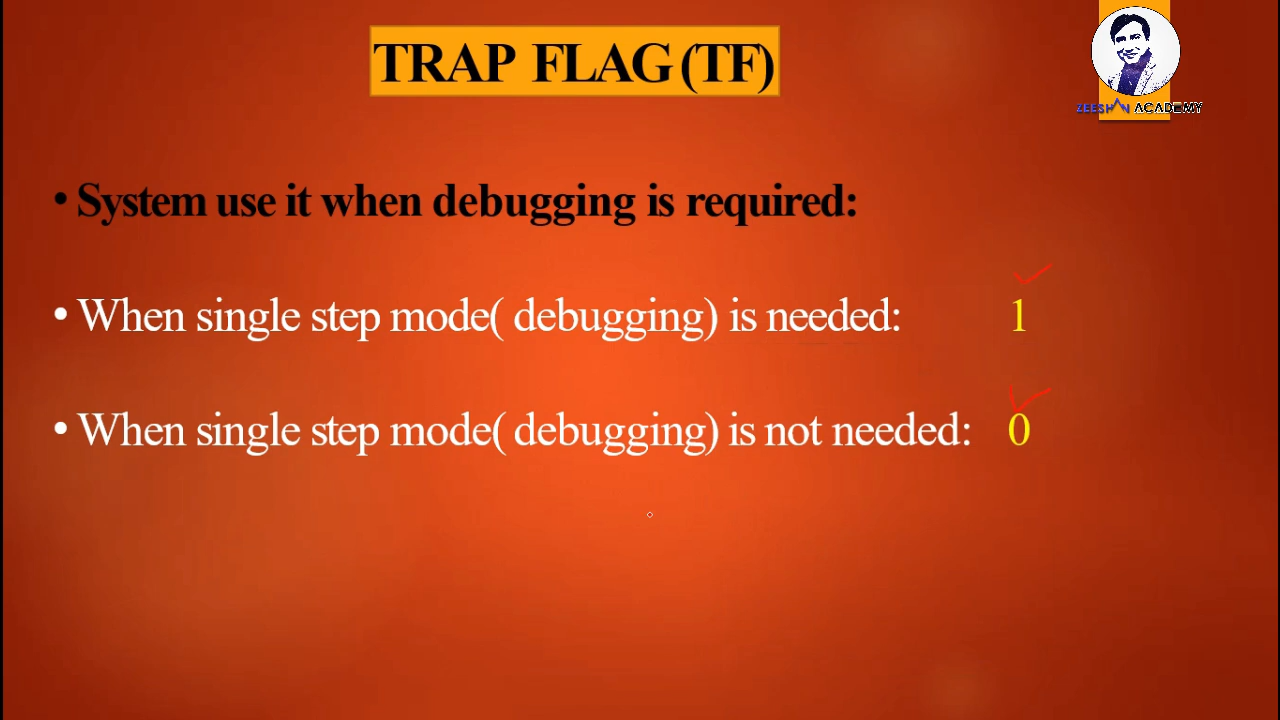 TRAP FLAG (TF)
ZEESHAN ACADEMY
• System use it when debugging is required:
• When single step mode( debugging) is needed: 1
• When single step mode( debugging) is not needed: 0